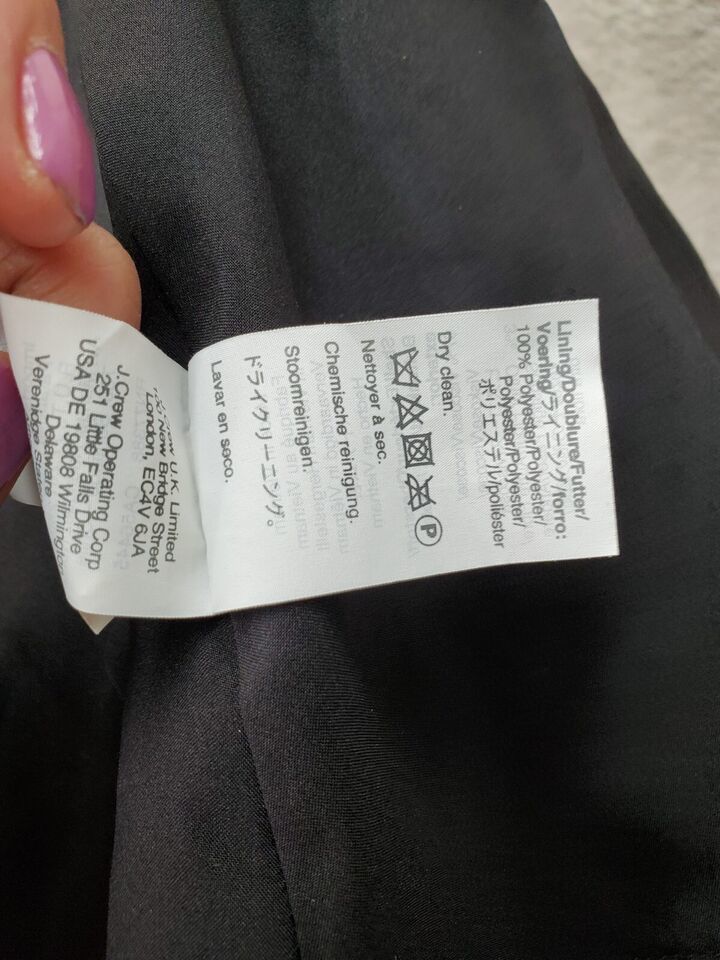 Lining/Doublure/Futter/
Voering/ライニング/forro:
100% Polyester/Polyester/
Polyester/Polyester/
ポリエステル/poliéster
P
Dry clean.
Nettoyer à sec.
Chemische reinigung.
Stoomreinigen.
ドライクリーニング。
Lavar en seco.
U.K. Limited
New Bridge Street
London, EC4V 6JA
J.Crew Operating Corp
251 Little Falls Drive
USA DE 19808 Wilmington
Delaware
Verenidge